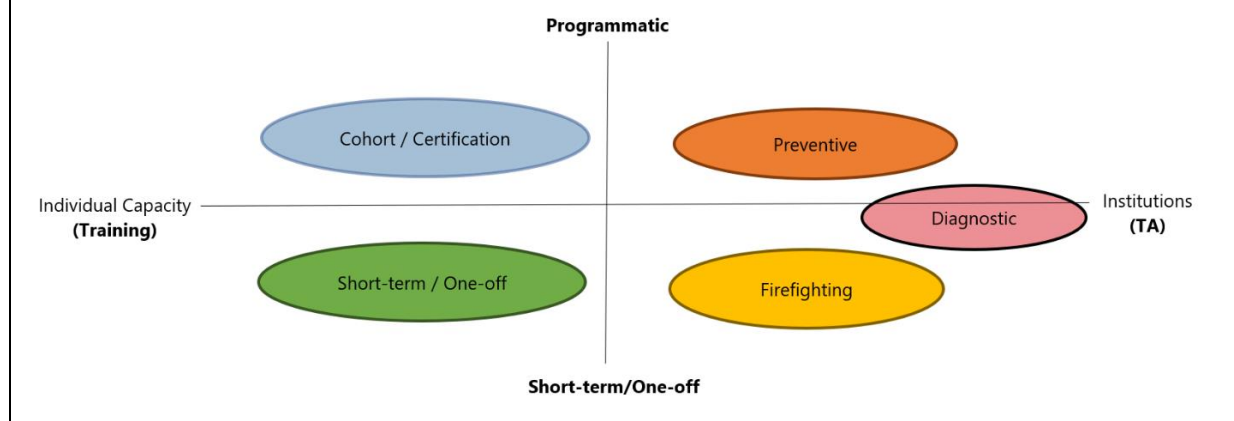 Programmatic
Cohort / Certification
Preventive
Individual Capacity
(Training)
Institutions
(TA)
Diagnostic
Short-term / One-off
Firefighting
Short-term/One-off